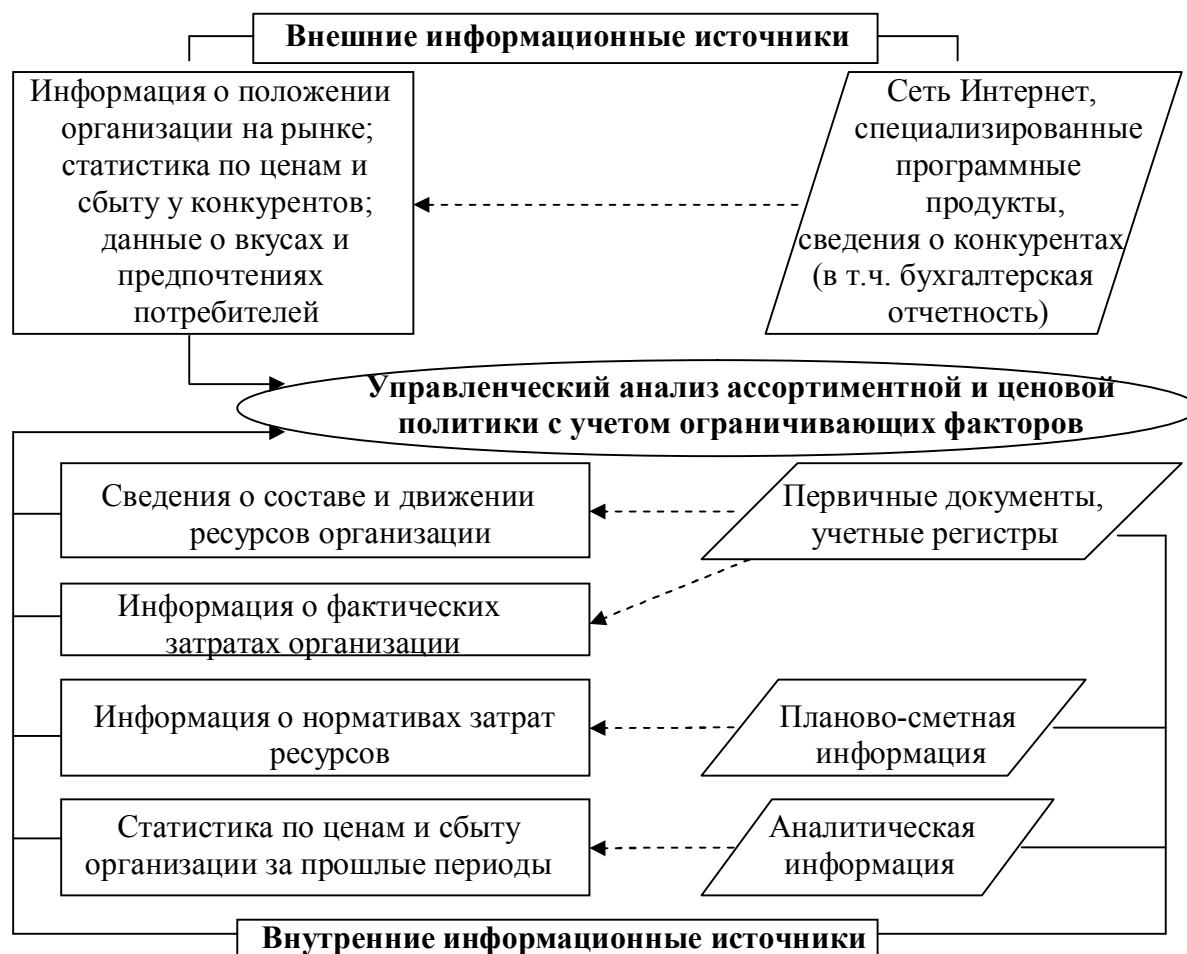 Внешние информационные источники
Информация о положении
организации на рынке;
статистика по ценам и
сбыту у конкурентов;
данные о вкусах и
предпочтениях
потребителей
Сеть Интернет,
специализированные
программные
продукты,
сведения о конкурентах
(в т.ч. бухгалтерская
отчетность)
Управленческий анализ ассортиментной и ценовой
политики с учетом ограничивающих факторов
Сведения о составе и движении
ресурсов организации
Первичные документы,
учетные регистры
Информация о фактических
затратах организации
Информация о нормативах затрат
ресурсов
Планово-сметная
информация
Статистика по ценам и сбыту
организации за прошлые периоды
Аналитическая
информация
Внутренние информационные источники